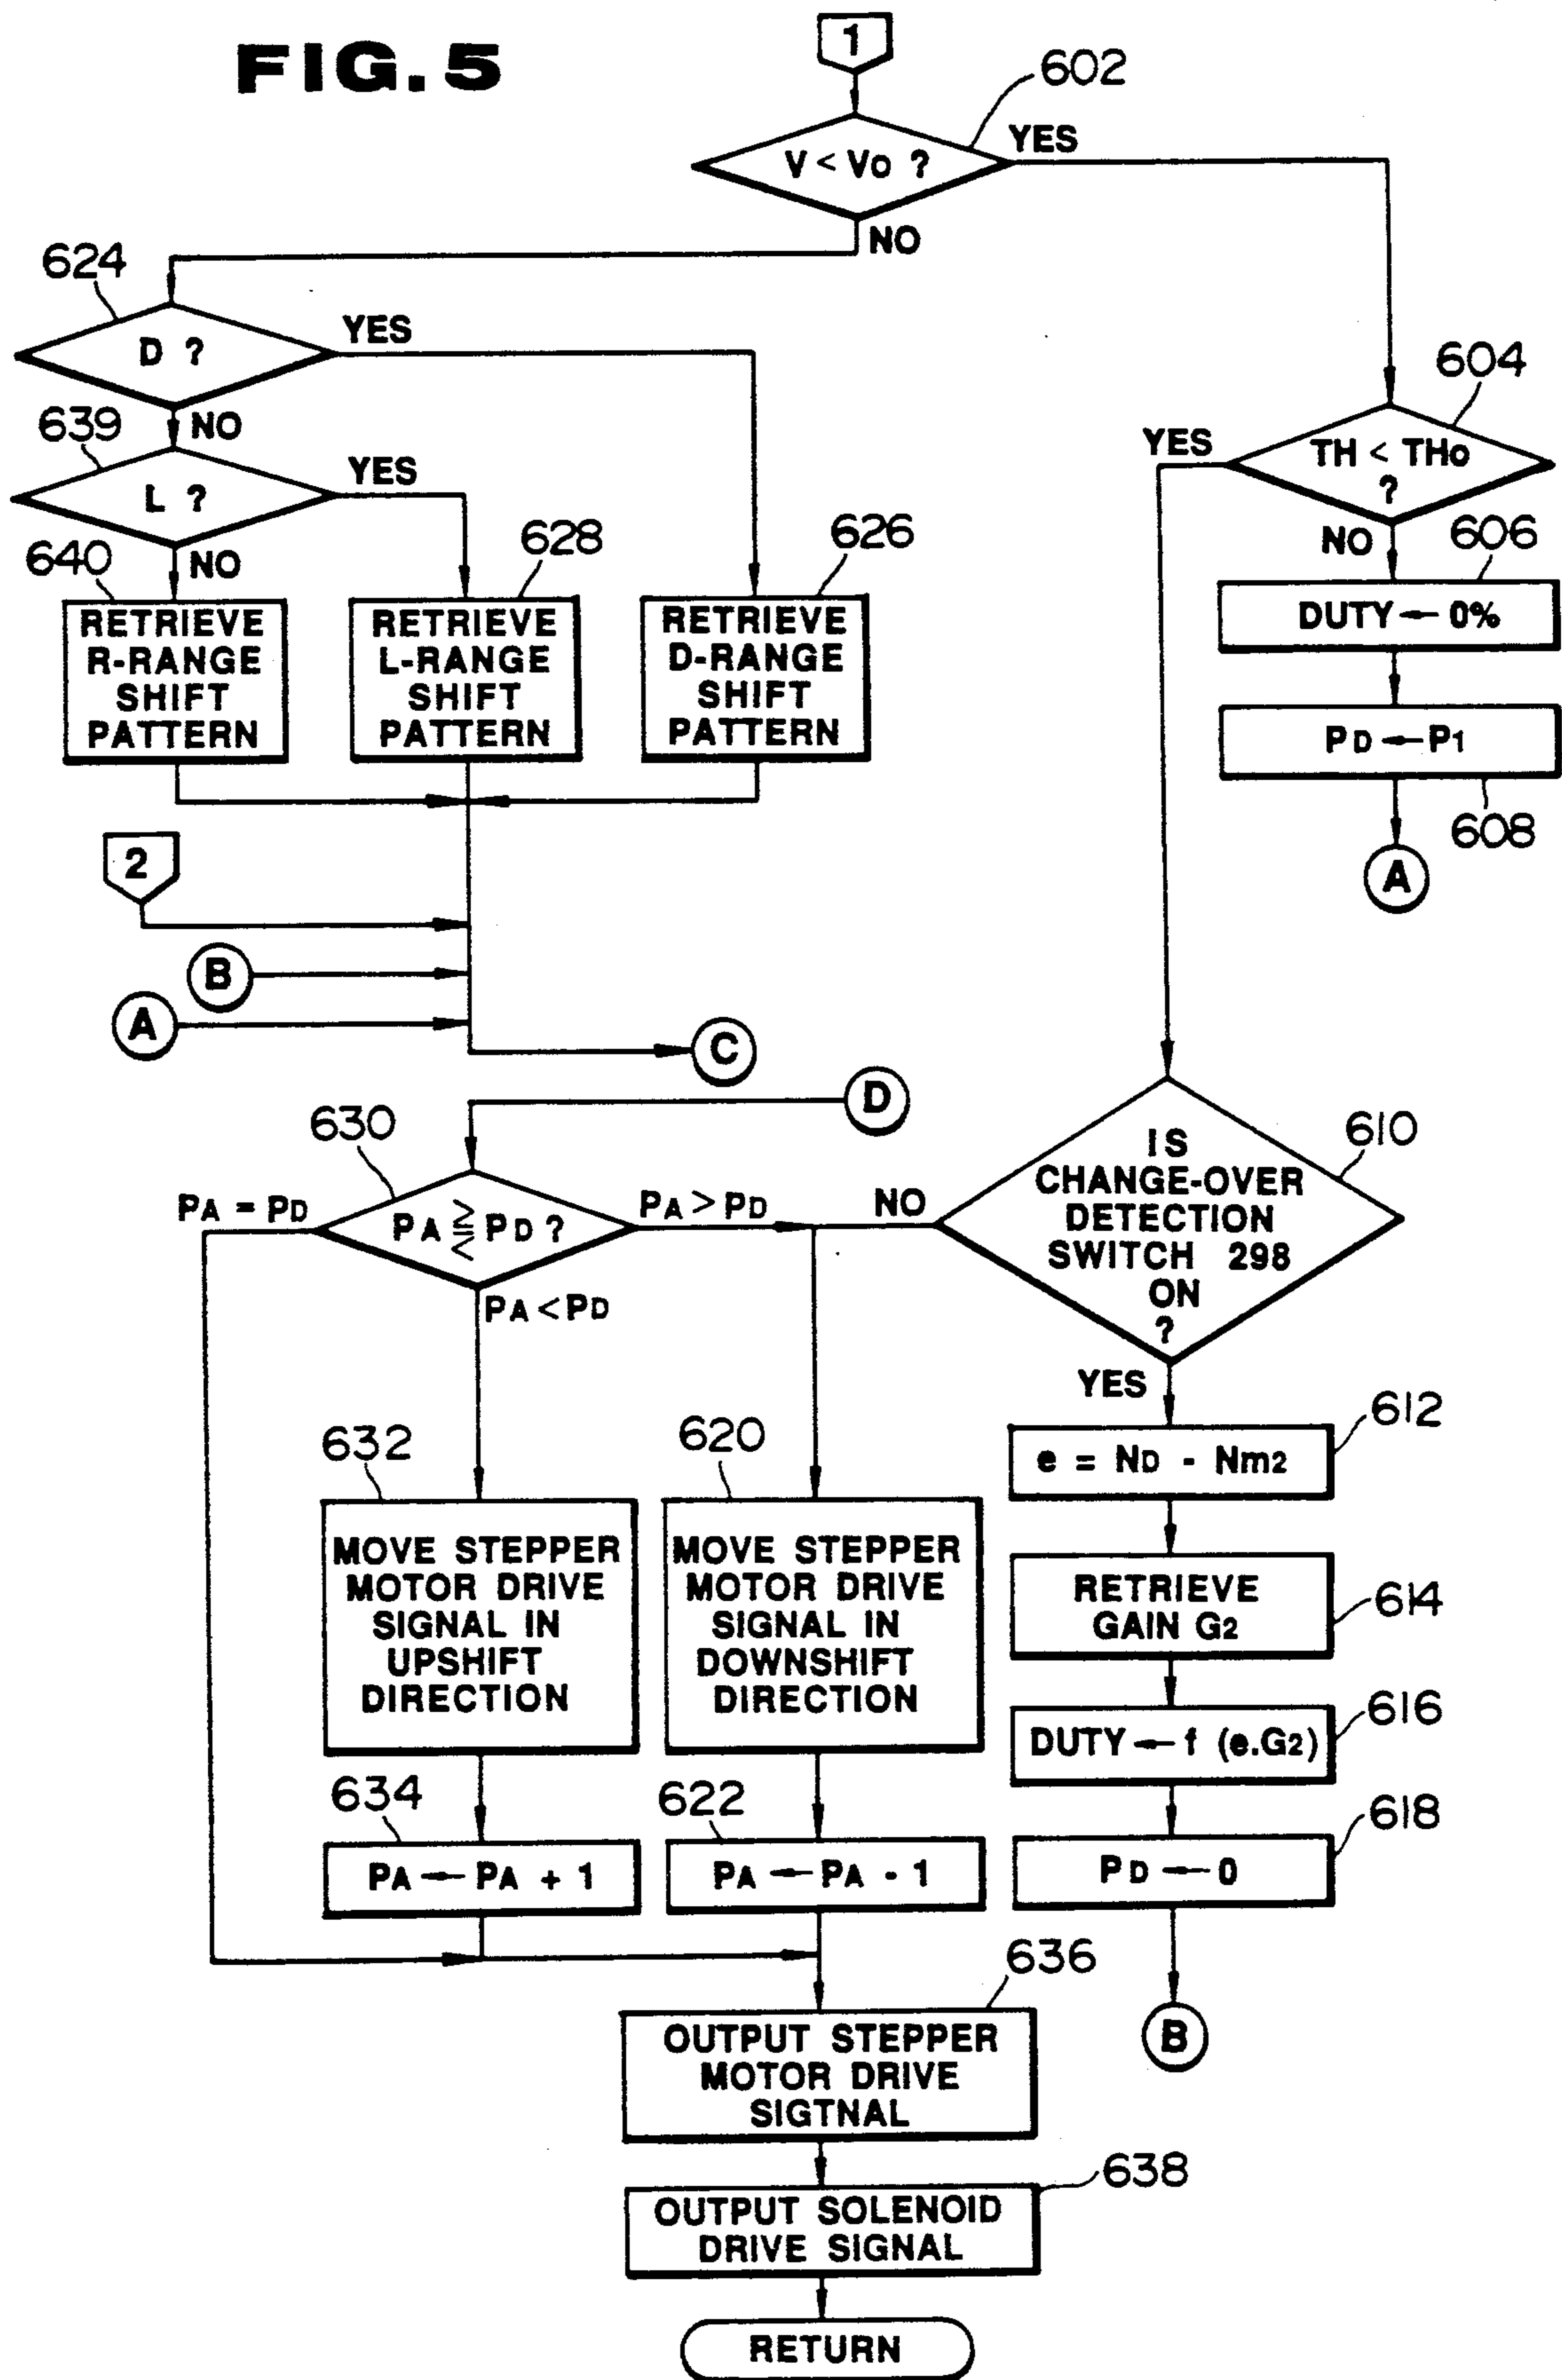 FIG. 5
1
602
V < Vo ?
YES
NO
624
D ?
YES
NO
604
TH < THo
?
YES
NO
639
L ?
YES
NO
640
RETRIEVE
R-RANGE
SHIFT
PATTERN
628
RETRIEVE
L-RANGE
SHIFT
PATTERN
626
RETRIEVE
D-RANGE
SHIFT
PATTERN
606
DUTY ← 0%
PD ← P1
608
A
2
B
A
C
D
630
PA ≧< PD ?
PA = PD
PA > PD
PA < PD
NO
610
IS
CHANGE-OVER
DETECTION
SWITCH 298
ON
?
YES
612
e = ND - Nm2
632
MOVE STEPPER
MOTOR DRIVE
SIGNAL IN
UPSHIFT
DIRECTION
620
MOVE STEPPER
MOTOR DRIVE
SIGNAL IN
DOWNSHIFT
DIRECTION
RETRIEVE
GAIN G2
614
616
DUTY ← f (e.G2)
634
PA ← PA + 1
622
PA ← PA - 1
618
PD ← 0
B
636
OUTPUT STEPPER
MOTOR DRIVE
SIGTNAL
638
OUTPUT SOLENOID
DRIVE SIGNAL
RETURN